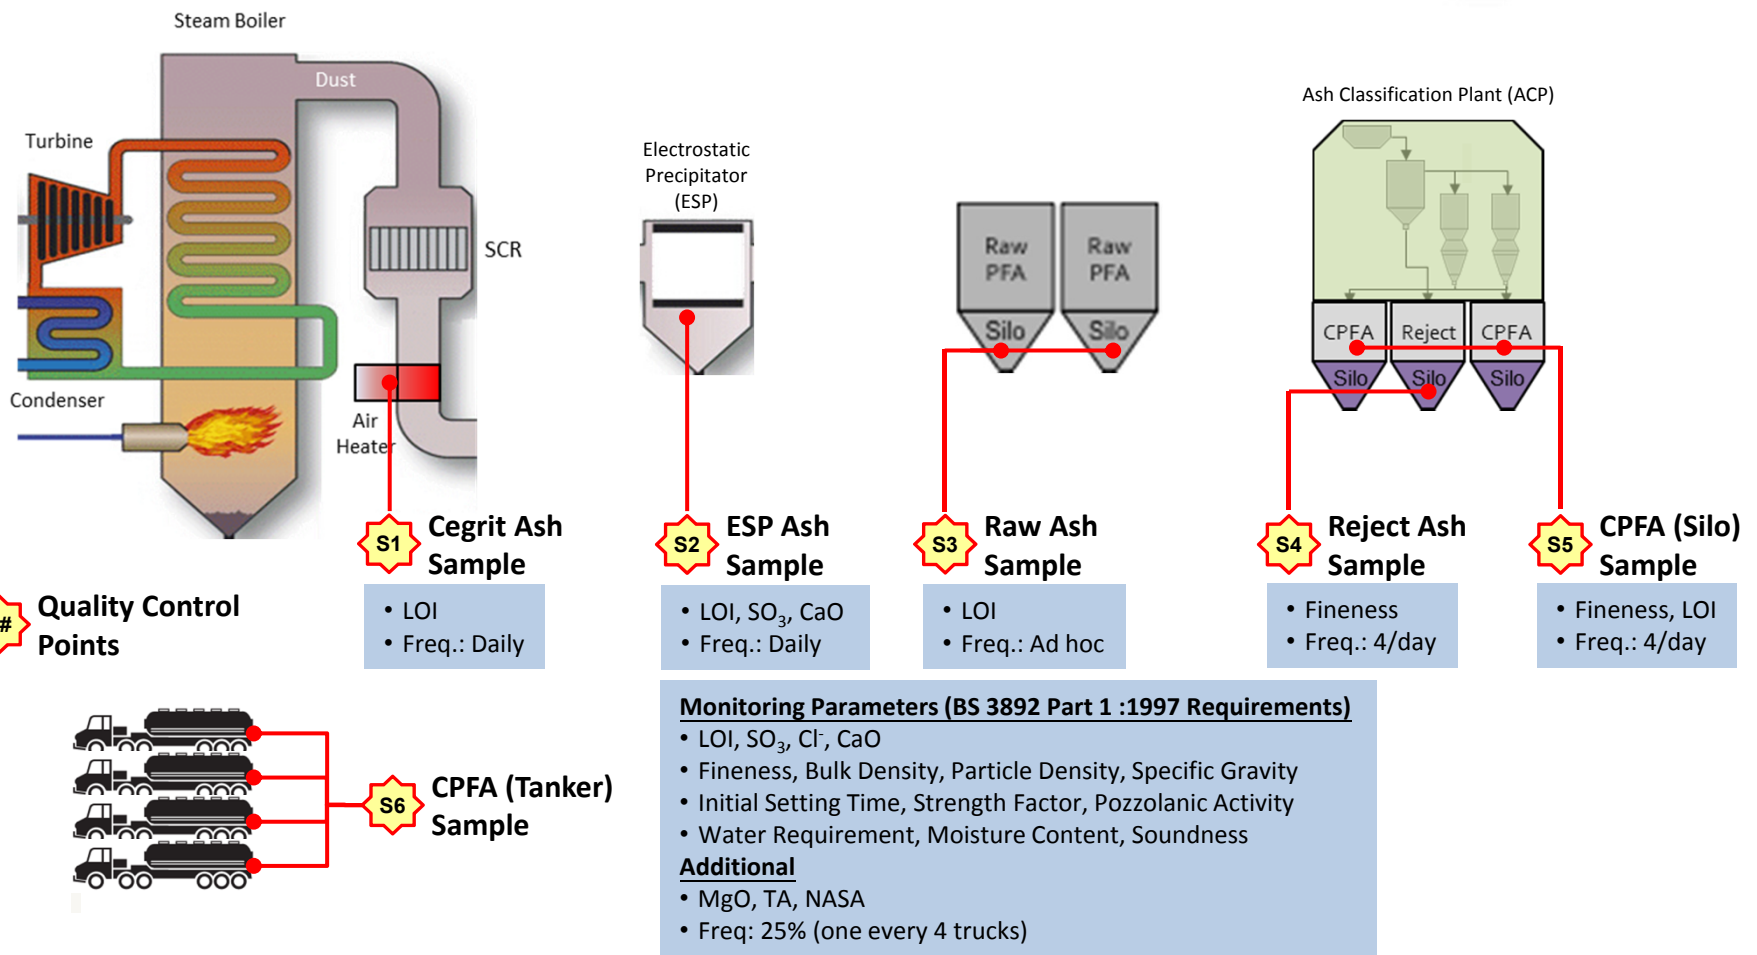 Steam Boiler
Dust
Turbine
SCR
Condenser
Air
Heater
Electrostatic
Precipitator
(ESP)
Raw
PFA
Silo
Raw
PFA
Silo
Ash Classification Plant (ACP)
CPFA
Reject
CPFA
Silo
Silo
Silo
S1
Cegrit Ash
Sample
• LOI
• Freq.: Daily
S2
ESP Ash
Sample
• LOI, SO₃, CaO
• Freq.: Daily
S3
Raw Ash
Sample
• LOI
• Freq.: Ad hoc
S4
Reject Ash
Sample
• Fineness
• Freq.: 4/day
S5
CPFA (Silo)
Sample
• Fineness, LOI
• Freq.: 4/day
#
Quality Control
Points
S6
CPFA (Tanker)
Sample
Monitoring Parameters (BS 3892 Part 1 :1997 Requirements)
• LOI, SO₃, Cl⁻, CaO
• Fineness, Bulk Density, Particle Density, Specific Gravity
• Initial Setting Time, Strength Factor, Pozzolanic Activity
• Water Requirement, Moisture Content, Soundness
Additional
• MgO, TA, NASA
• Freq: 25% (one every 4 trucks)